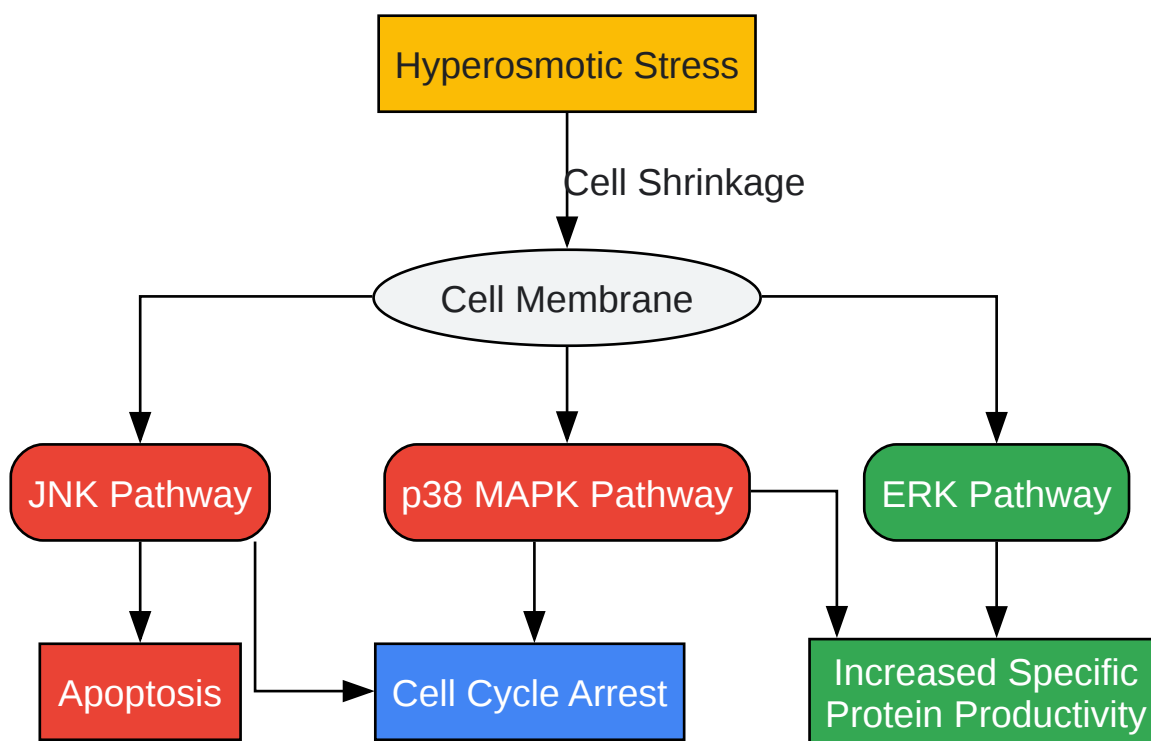 Hyperosmotic Stress
Cell Shrinkage
Cell Membrane
JNK Pathway
p38 MAPK Pathway
ERK Pathway
Apoptosis
Cell Cycle Arrest
Increased Specific
Protein Productivity